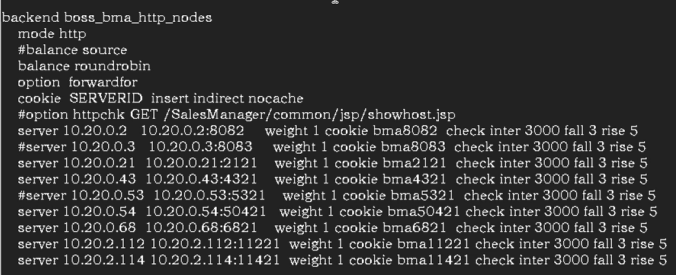 backend boss_bma_http_nodes
mode http
#balance source
balance roundrobin
option forwardfor
cookie SERVERID insert indirect nocache
#option httpchk GET /SalesManager/common/jsp/showhost.jsp
server 10.20.0.2 10.20.0.2:8082 weight 1 cookie bma8082 check inter 3000 fall 3 rise 5
#server 10.20.0.3 10.20.0.3:8083 weight 1 cookie bma8083 check inter 3000 fall 3 rise 5
server 10.20.0.21 10.20.0.21:2121 weight 1 cookie bma2121 check inter 3000 fall 3 rise 5
server 10.20.0.43 10.20.0.43:4321 weight 1 cookie bma4321 check inter 3000 fall 3 rise 5
#server 10.20.0.53 10.20.0.53:5321 weight 1 cookie bma5321 check inter 3000 fall 3 rise 5
server 10.20.0.54 10.20.0.54:50421 weight 1 cookie bma50421 check inter 3000 fall 3 rise 5
server 10.20.0.68 10.20.0.68:6821 weight 1 cookie bma6821 check inter 3000 fall 3 rise 5
server 10.20.2.112 10.20.2.112:11221 weight 1 cookie bma11221 check inter 3000 fall 3 rise 5
server 10.20.2.114 10.20.2.114:11421 weight 1 cookie bma11421 check inter 3000 fall 3 rise 5